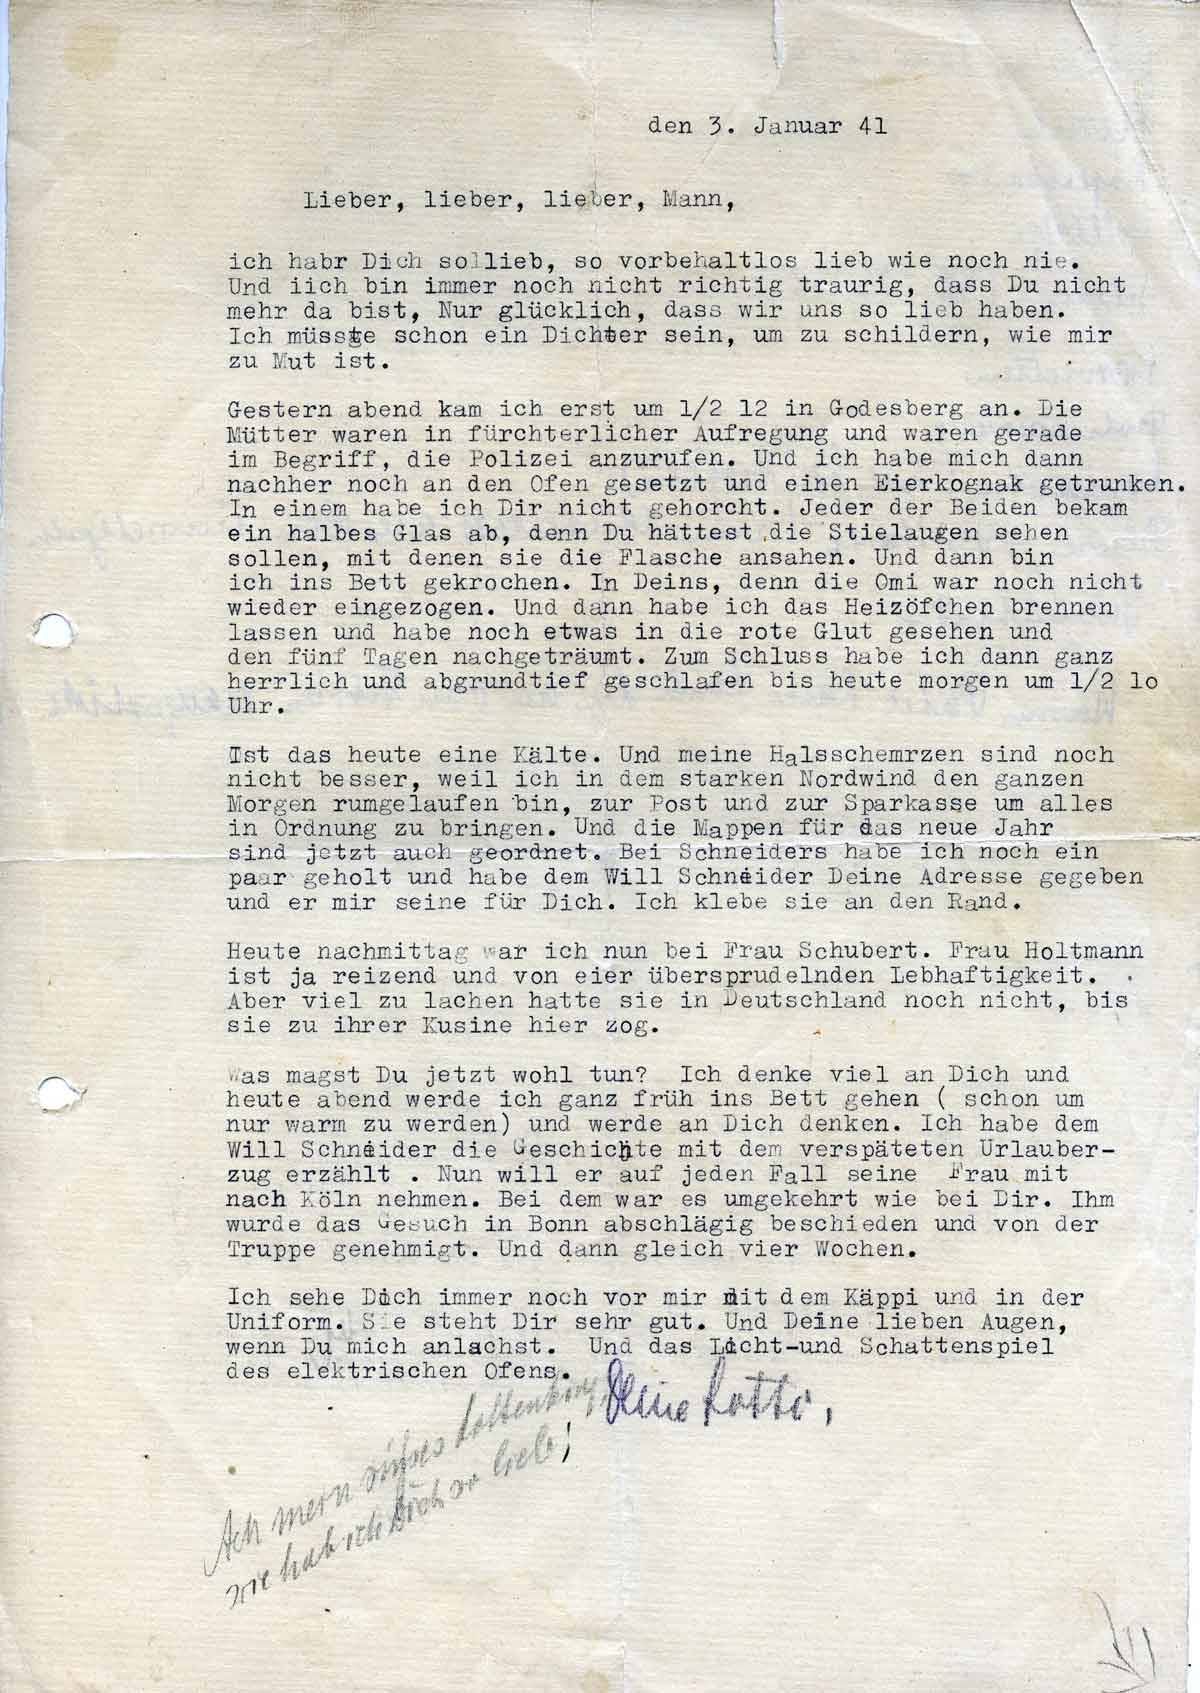 den 3. Januar 41
Lieber, lieber, lieber, Mann,
ich habr Dich sollieb, so vorbehaltlos lieb wie noch nie.
Und iich bin immer noch nicht richtig traurig, dass Du nicht
mehr da bist, Nur glücklich, dass wir uns so lieb haben.
Ich müsste schon ein Dichter sein, um zu schildern, wie mir
zu Mut ist.
Gestern abend kam ich erst um 1/2 12 in Godesberg an. Die
Mütter waren in fürchterlicher Aufregung und waren gerade
im Begriff, die Polizei anzurufen. Und ich habe mich dann
nachher noch an den Ofen gesetzt und einen Eierkognak getrunken.
In einem habe ich Dir nicht gehorcht. Jeder der Beiden bekam
ein halbes Glas ab, denn Du hättest die Stielaugen sehen
sollen, mit denen sie die Flasche ansahen. Und dann bin
ich ins Bett gekrochen. In Deins, denn die Omi war noch nicht
wieder eingezogen. Und dann habe ich das Heizöfchen brennen
lassen und habe noch etwas in die rote Glut gesehen und
den fünf Tagen nachgeträumt. Zum Schluss habe ich dann ganz
herrlich und abgrundtief geschlafen bis heute morgen um 1/2 lo
Uhr.
Ist das heute eine Kälte. Und meine Halsschemrzen sind noch
nicht besser, weil ich in dem starken Nordwind den ganzen
Morgen rumgelaufen bin, zur Post und zur Sparkasse um alles
in Ordnung zu bringen. Und die Mappen für das neue Jahr
sind jetzt auch geordnet. Bei Schneiders habe ich noch ein
paar geholt und habe dem Will Schneider Deine Adresse gegeben
und er mir seine für Dich. Ich klebe sie an den Rand.
Heute nachmittag war ich nun bei Frau Schubert. Frau Holtmann
ist ja reizend und von eier übersprudelnden Lebhaftigkeit.
Aber viel zu lachen hatte sie in Deutschland noch nicht, bis
sie zu ihrer Kusine hier zog.
Was magst Du jetzt wohl tun? Ich denke viel an Dich und
heute abend werde ich ganz früh ins Bett gehen ( schon um
nur warm zu werden) und werde an Dich denken. Ich habe dem
Will Schneider die Geschichte mit dem verspäteten Urlauber-
zug erzählt . Nun will er auf jeden Fall seine Frau mit
nach Köln nehmen. Bei dem war es umgekehrt wie bei Dir. Ihm
wurde das Gesuch in Bonn abschlägig beschieden und von der
Truppe genehmigt. Und dann gleich vier Wochen.
Ich sehe Dich immer noch vor mir mit dem Käppi und in der
Uniform. Sie steht Dir sehr gut. Und Deine lieben Augen,
wenn Du mich anlachst. Und das Licht-und Schattenspiel
des elektrischen Ofens.
Deine Lotte,
Ach mein
wie hab ich Dich so lieb!